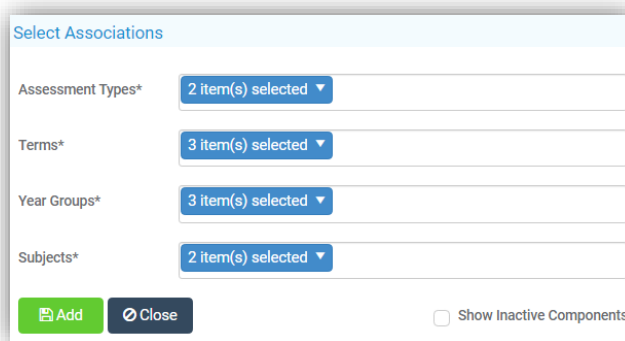 Select Associations
Assessment Types* 2 item(s) selected
Terms* 3 item(s) selected
Year Groups* 3 item(s) selected
Subjects* 2 item(s) selected
Add Close Show Inactive Components